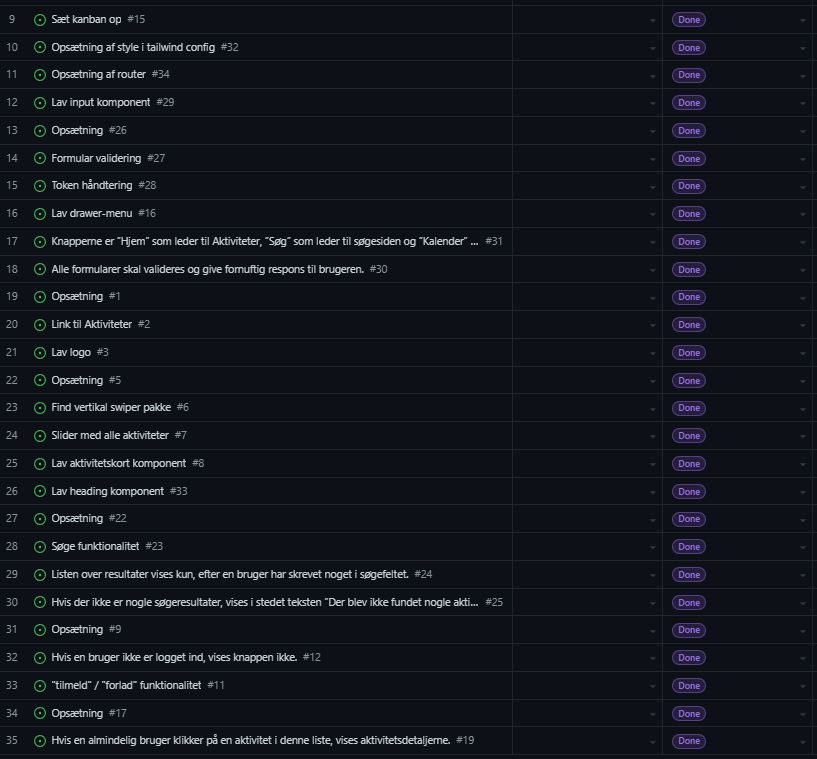 9 Sæt kanban op #15 Done
10 Opsætning af style i tailwind config #32 Done
11 Opsætning af router #34 Done
12 Lav input komponent #29 Done
13 Opsætning #26 Done
14 Formular validering #27 Done
15 Token håndtering #28 Done
16 Lav drawer-menu #16 Done
17 Knapperne er "Hjem" som leder til Aktiviteter, "Søg" som leder til søgesiden og "Kalender" ... #31 Done
18 Alle formularer skal valideres og give fornuftig respons til brugeren. #30 Done
19 Opsætning #1 Done
20 Link til Aktiviteter #2 Done
21 Lav logo #3 Done
22 Opsætning #5 Done
23 Find vertikal swiper pakke #6 Done
24 Slider med alle aktiviteter #7 Done
25 Lav aktivitetskort komponent #8 Done
26 Lav heading komponent #33 Done
27 Opsætning #22 Done
28 Søge funktionalitet #23 Done
29 Listen over resultater vises kun, efter en bruger har skrevet noget i søgefeltet. #24 Done
30 Hvis der ikke er nogle søgeresultater, vises i stedet teksten "Der blev ikke fundet nogle akti... #25 Done
31 Opsætning #9 Done
32 Hvis en bruger ikke er logget ind, vises knappen ikke. #12 Done
33 "tilmeld" / "forlad" funktionalitet #11 Done
34 Opsætning #17 Done
35 Hvis en almindelig bruger klikker på en aktivitet i denne liste, vises aktivitetsdetaljerne. #19 Done